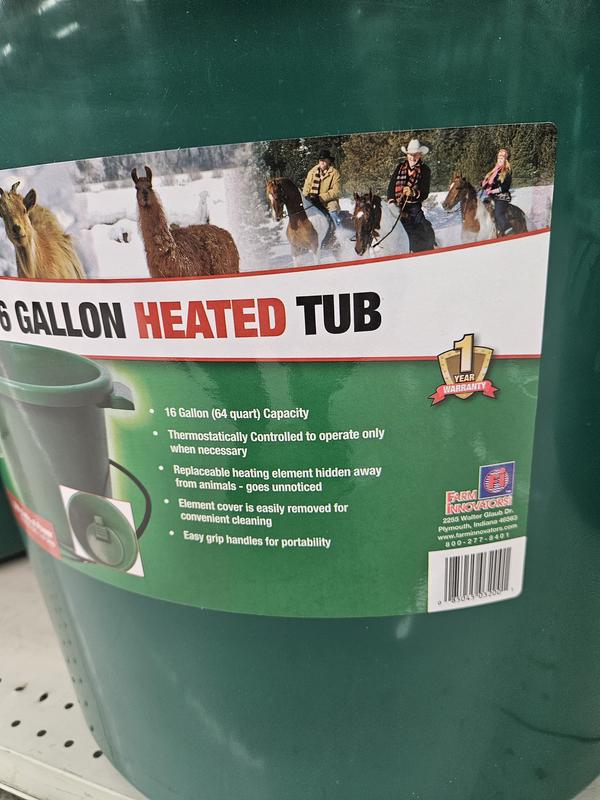 6 GALLON HEATED TUB
1
YEAR
WARRANTY
• 16 Gallon (64 quart) Capacity
• Thermostatically Controlled to operate only
when necessary
• Replaceable heating element hidden away
from animals - goes unnoticed
• Element cover is easily removed for
convenient cleaning
• Easy grip handles for portability
FARM
INNOVATORS
2255 Walter Glaub Dr.
Plymouth, Indiana 46563
www.farminnovators.com
800-277-8401